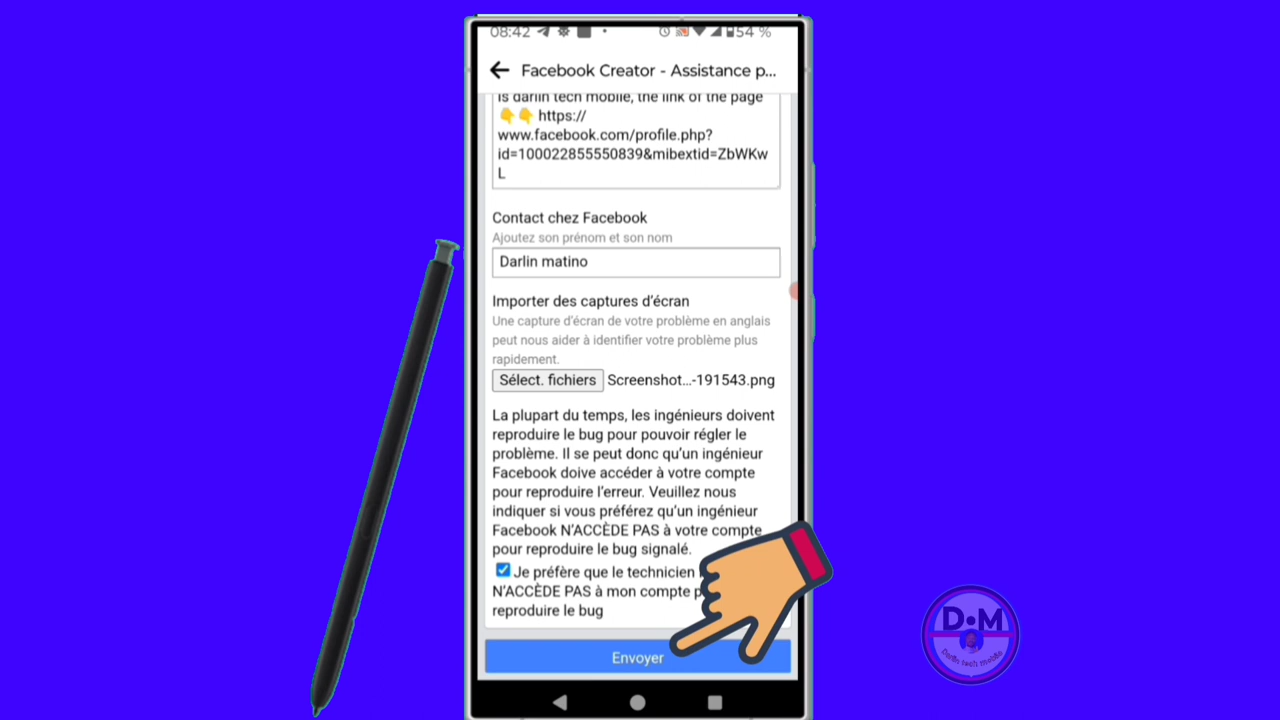 08:42
54 %
Facebook Creator - Assistance p...
is darlin tech mobile, the link of the page
👇👇 https://
www.facebook.com/profile.php?
id=100022855550839&mibextid=ZbWKw
L
Contact chez Facebook
Ajoutez son prénom et son nom
Darlin matino
Importer des captures d'écran
Une capture d'écran de votre problème en anglais
peut nous aider à identifier votre problème plus
rapidement.
Sélect. fichiers Screenshot...-191543.png
La plupart du temps, les ingénieurs doivent
reproduire le bug pour pouvoir régler le
problème. Il se peut donc qu'un ingénieur
Facebook doive accéder à votre compte
pour reproduire l'erreur. Veuillez nous
indiquer si vous préférez qu'un ingénieur
Facebook N'ACCÈDE PAS à votre compte
pour reproduire le bug signalé.
Je préfère que le technicien
N'ACCÈDE PAS à mon compte
reproduire le bug
Envoyer
D•M
Darlin tech mobile